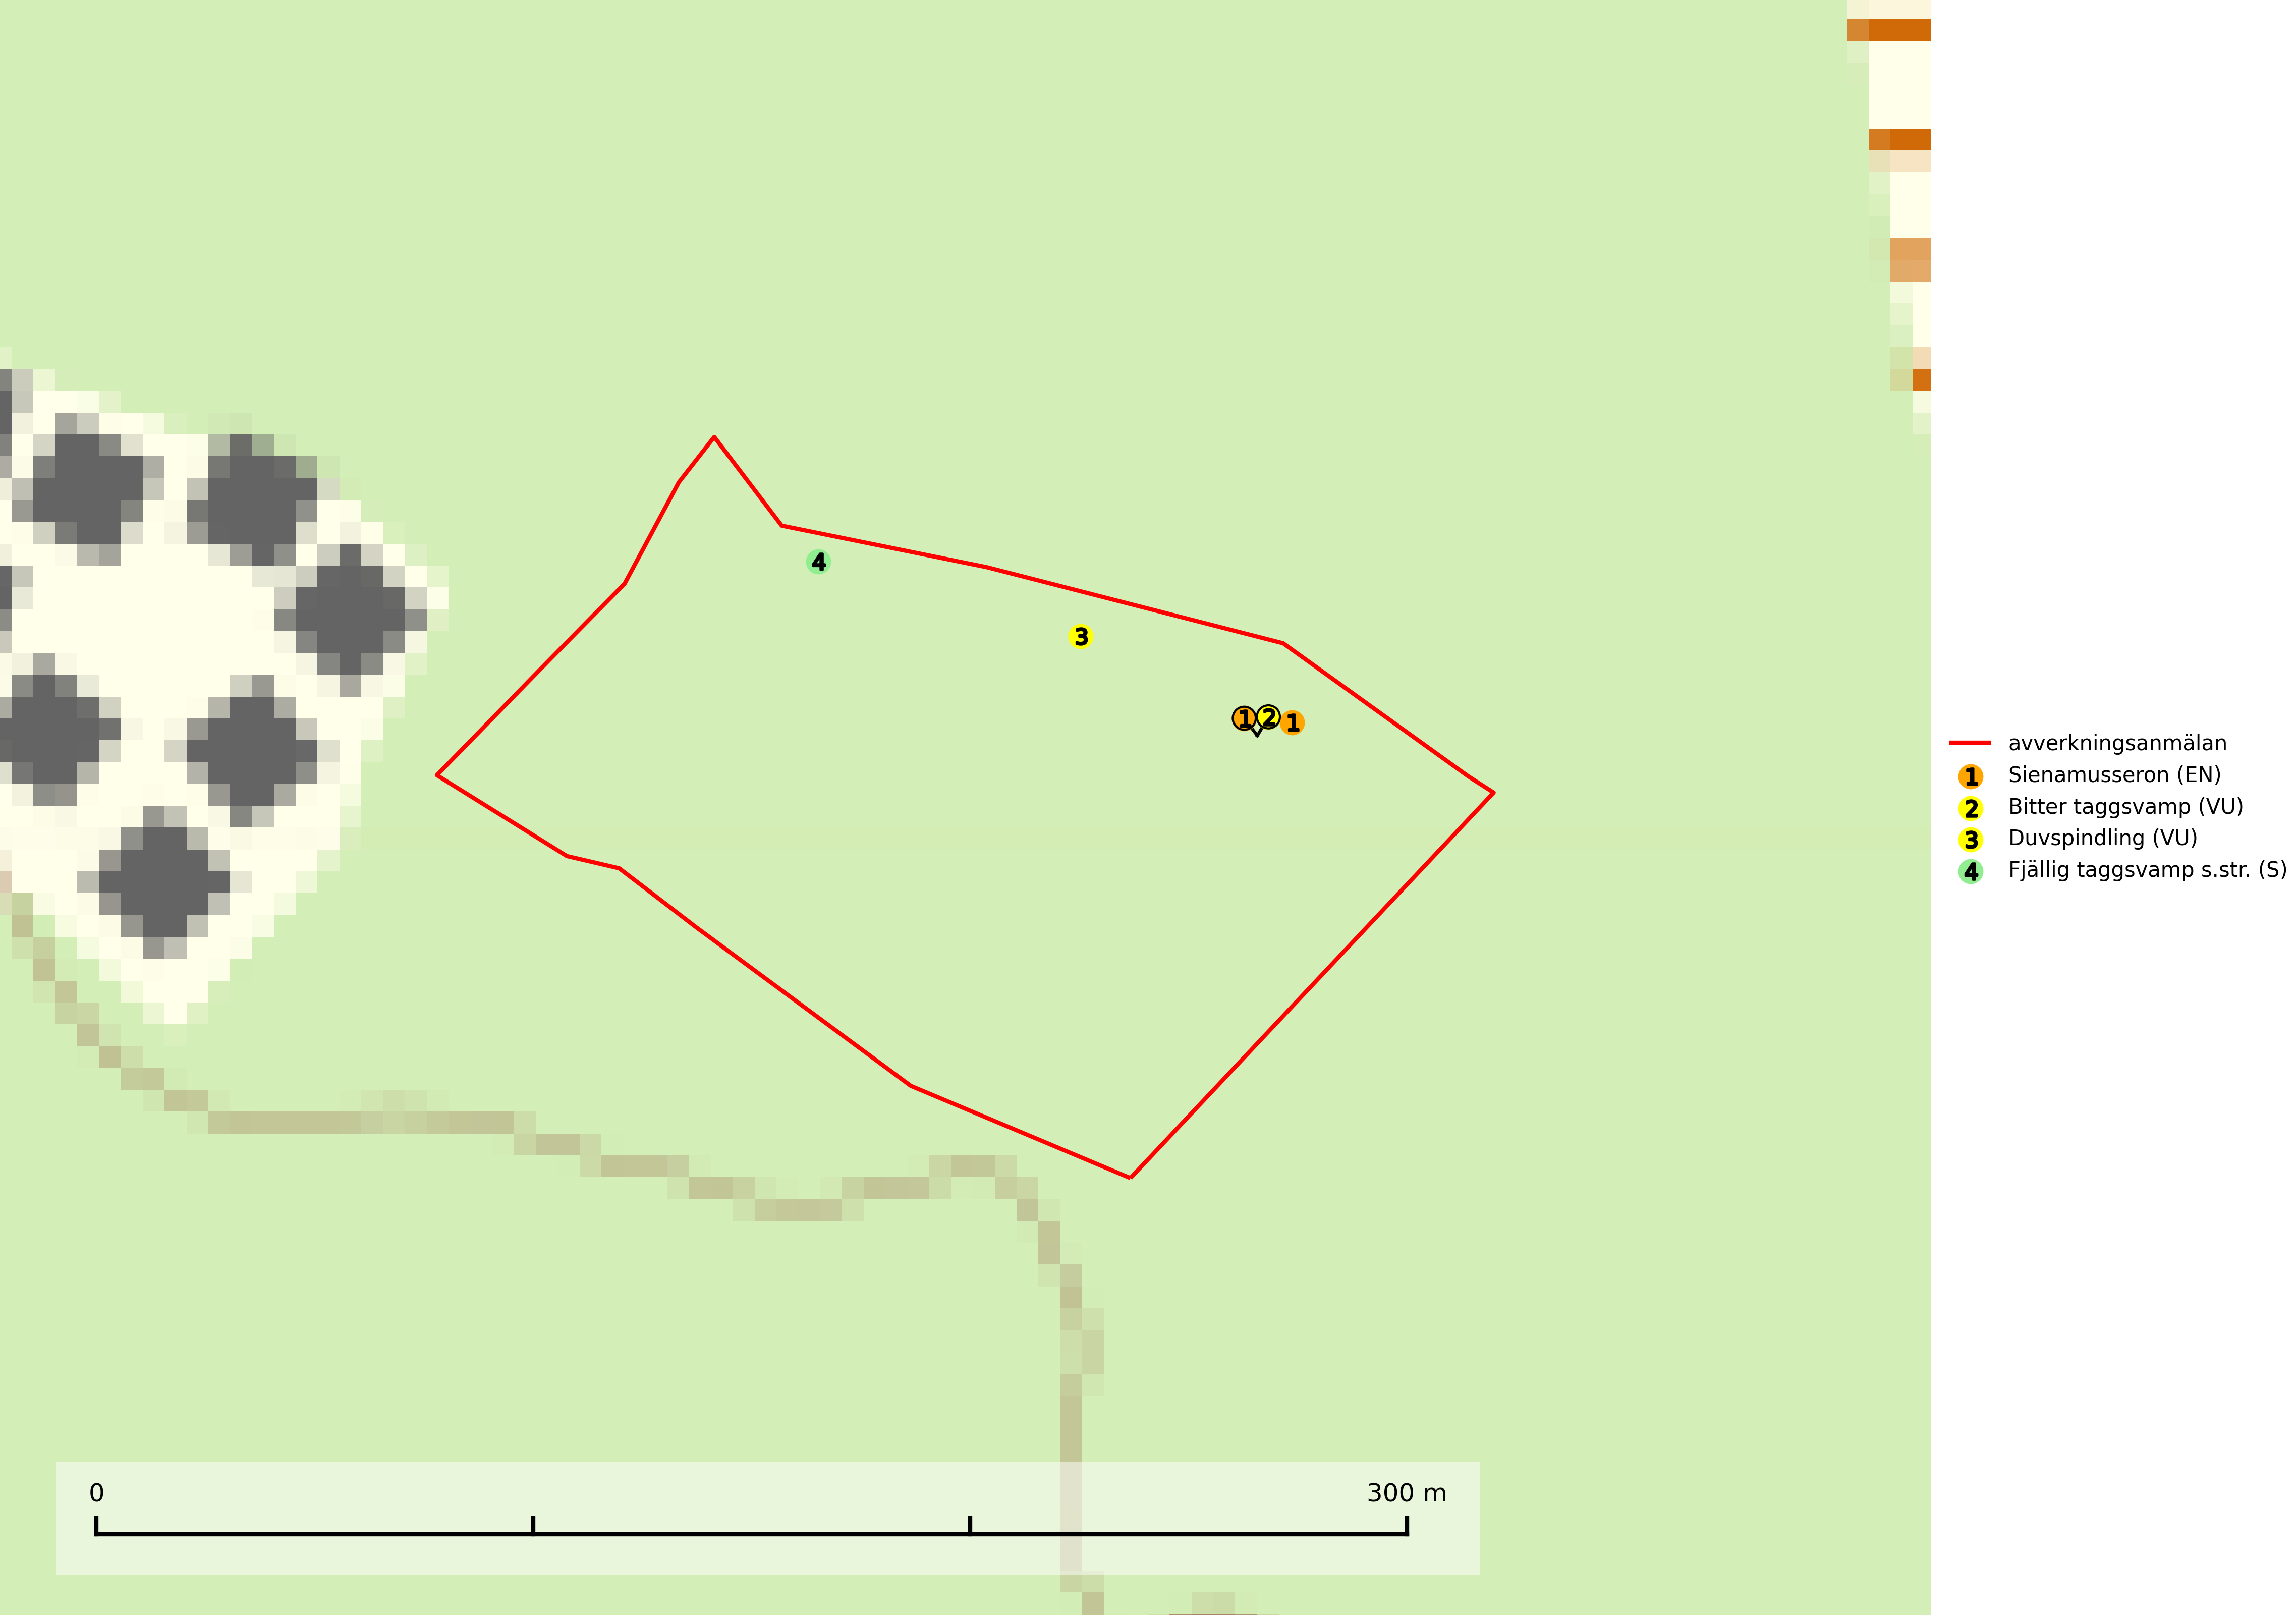 4
3
1 2 1
avverkningsanmälan
1 Sienamusseron (EN)
2 Bitter taggsvamp (VU)
3 Duvspindling (VU)
4 Fjällig taggsvamp s.str. (S)
0 300 m